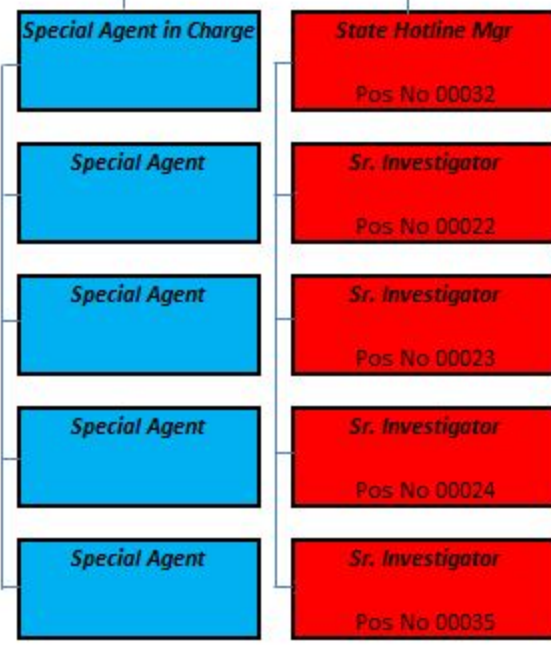 Special Agent in Charge
Special Agent
Special Agent
Special Agent
Special Agent
State Hotline Mgr
Pos No 00032
Sr. Investigator
Pos No 00022
Sr. Investigator
Pos No 00023
Sr. Investigator
Pos No 00024
Sr. Investigator
Pos No 00035